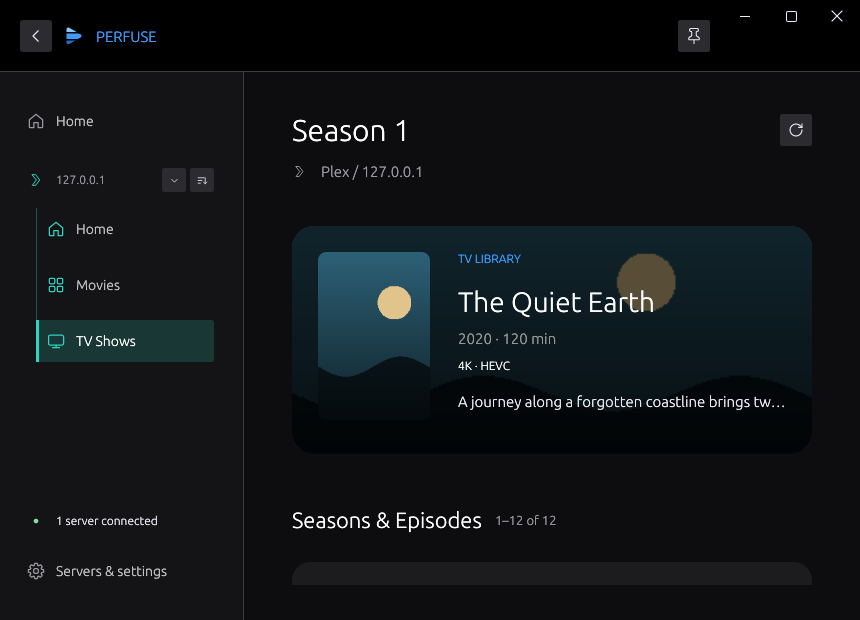 PERFUSE
Home
127.0.0.1
Home
Movies
TV Shows
1 server connected
Servers & settings
Season 1
Plex / 127.0.0.1
TV LIBRARY
The Quiet Earth
2020 · 120 min
4K · HEVC
A journey along a forgotten coastline brings tw…
Seasons & Episodes 1–12 of 12